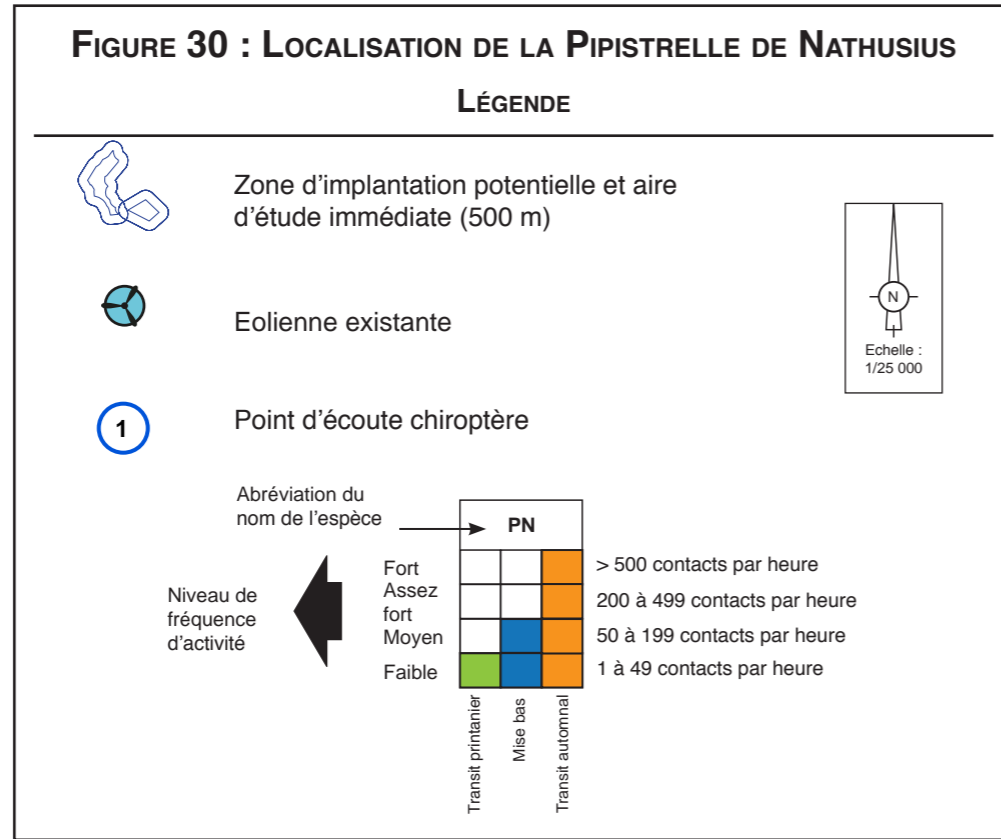 FIGURE 30 : LOCALISATION DE LA PIPISTRELLE DE NATHUSIUS
LÉGENDE
Zone d'implantation potentielle et aire
d'étude immédiate (500 m)
N
Echelle :
1/25 000
Eolienne existante
1
Point d'écoute chiroptère
Abréviation du
nom de l'espèce
PN
Niveau de
fréquence
d'activité
Fort
Assez
fort
Moyen
Faible
> 500 contacts par heure
200 à 499 contacts par heure
50 à 199 contacts par heure
1 à 49 contacts par heure
Transit printanier
Mise bas
Transit automnal